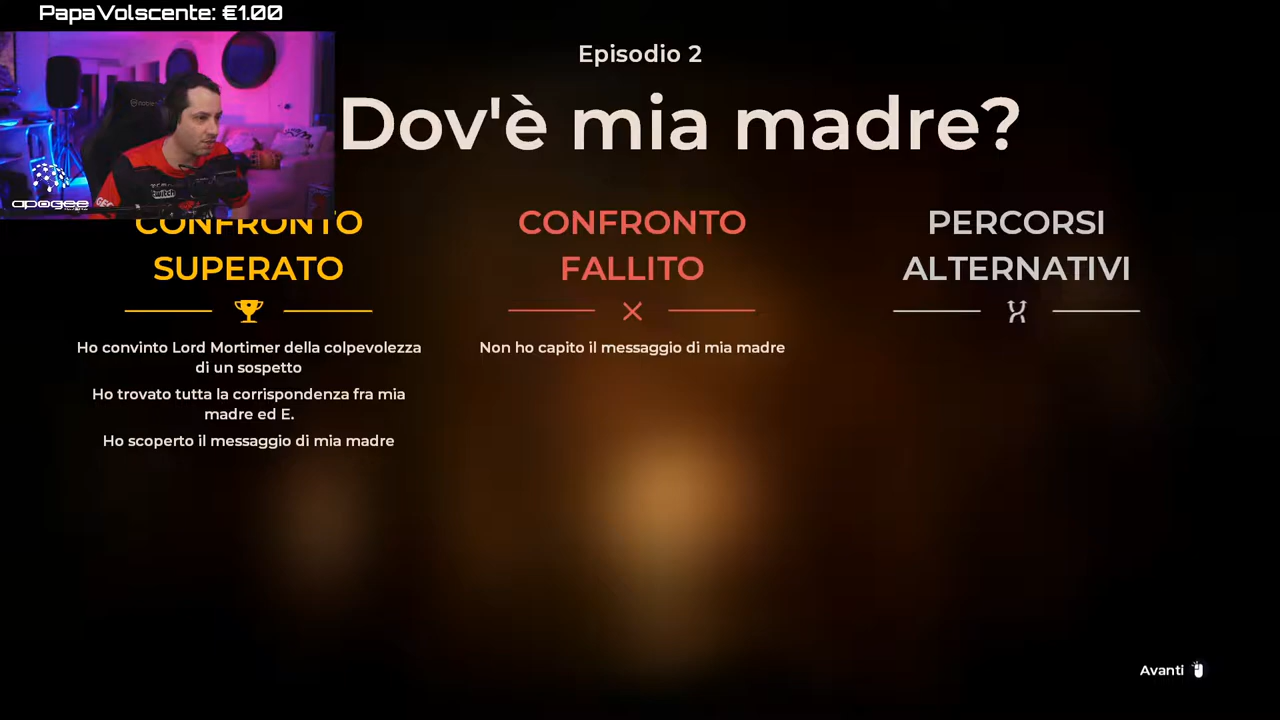 PapaVolscente: €1.00
Episodio 2
Dov'è mia madre?
apogee
twitch
CONFRONTO
SUPERATO
CONFRONTO
FALLITO
PERCORSI
ALTERNATIVI
Ho convinto Lord Mortimer della colpevolezza
di un sospetto
Ho trovato tutta la corrispondenza fra mia
madre ed E.
Ho scoperto il messaggio di mia madre
Non ho capito il messaggio di mia madre
Avanti